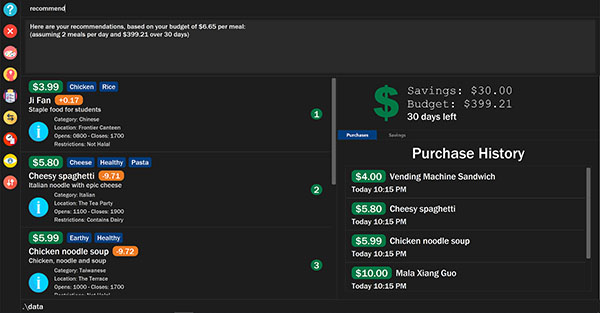 recommend
Here are your recommendations, based on your budget of $6.65 per meal:
(assuming 2 meals per day and $399.21 over 30 days)
$3.99 Chicken Rice
Ji Fan +0.17
Staple food for students
Category: Chinese
Location: Frontier Canteen
Opens: 0800 - Closes: 1700
Restrictions: Not Halal
1
$5.80 Cheese Healthy Pasta
Cheesy spaghetti -9.71
Italian noodle with epic cheese
Category: Italian
Location: The Tea Party
Opens: 1100 - Closes: 1900
Restrictions: Contains Dairy
2
$5.99 Earthy Healthy
Chicken noodle soup -9.72
Chicken, noodle and soup
Category: Taiwanese
Location: The Terrace
Opens: 1000 - Closes: 1700
3
Savings: $30.00
Budget: $399.21
30 days left
Purchases Savings
Purchase History
$4.00 Vending Machine Sandwich
Today 10:15 PM
$5.80 Cheesy spaghetti
Today 10:15 PM
$5.99 Chicken noodle soup
Today 10:15 PM
$10.00 Mala Xiang Guo
Today 10:15 PM
.\data